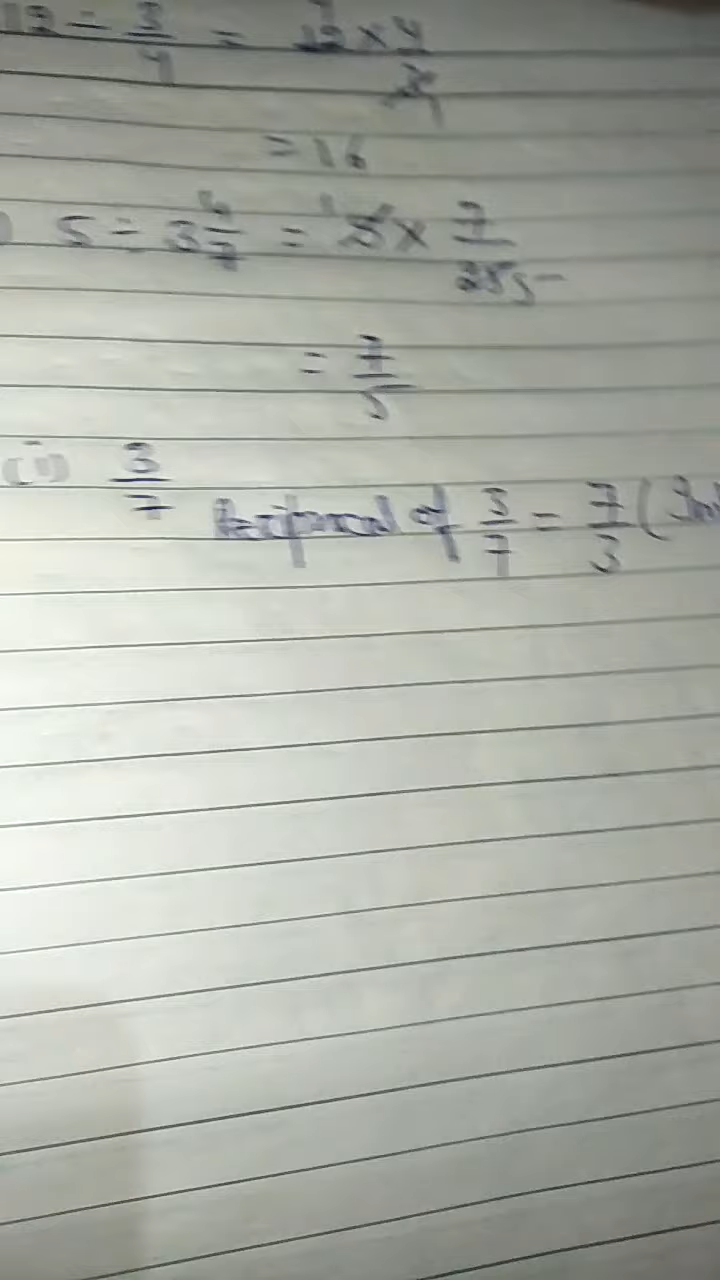 12 ÷ 3/4 = 12 × 4/3
= 16
5 ÷ 3 4/7 = 5 × 7/25 5
= 7/5
(i) 3/7 Reciprocal of 3/7 = 7/3 (